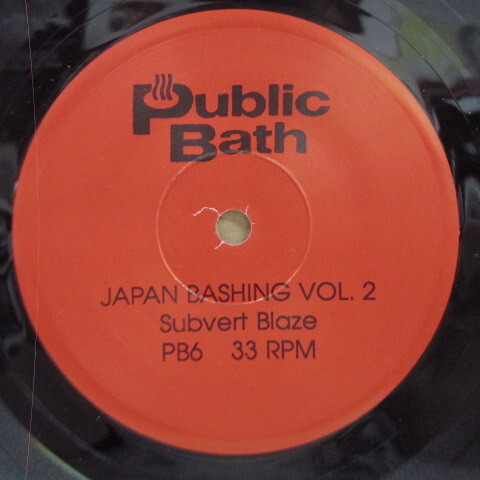 Public
Bath
JAPAN BASHING VOL. 2
Subvert Blaze
PB6 33 RPM